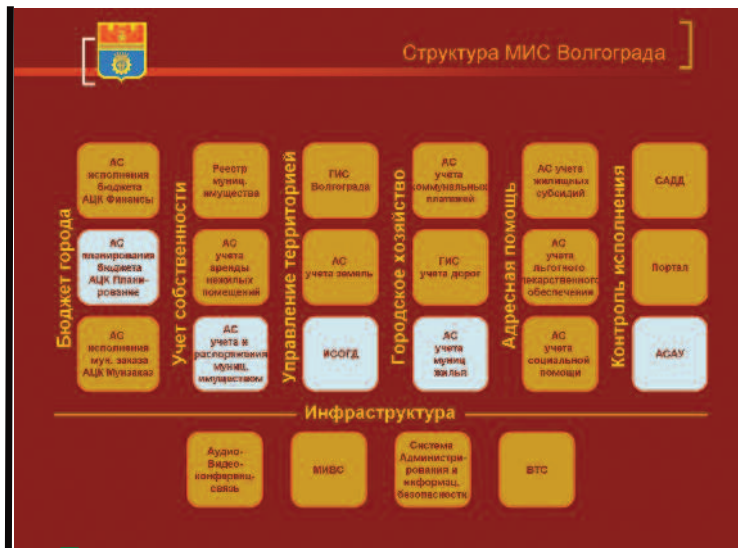 Структура МИС Волгограда
Бюджет города
АС
исполнения
бюджета
АЦК Финансы
АС
планирования
бюджета
АЦК Плани-
рование
АС
исполнения
мун. заказа
АЦК Мунзаказ
Учет собственности
Реестр
муниц.
имущества
АС
учета
аренды
нежилых
помещений
АС
учета и
распоряжения
муниц.
имуществом
Управление территорией
ГИС
Волгограда
АС
учета земель
ИСОГД
Городское хозяйство
АС
учета
коммунальных
платежей
ГИС
учета дорог
АС
учета
муниц
жилья
Адресная помощь
АС учета
жилищных
субсидий
АС
учета
льготного
лекарственного
обеспечения
АС
учета
социальной
помощи
Контроль исполнения
САДД
Портал
АСАУ
Инфраструктура
Аудио-
Видео-
конференц-
связь
МИВС
Система
Администри-
рования и
информац.
безопасности
ВТС